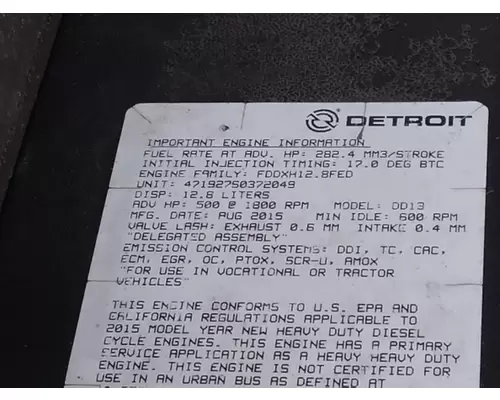 DETROIT
IMPORTANT ENGINE INFORMATION
FUEL RATE AT ADV. HP: 282.4 MM3/STROKE
INITIAL INJECTION TIMING: 17.0 DEG BTC
ENGINE FAMILY: FDDXH12.8FED
UNIT: 471927S0372049
DISP: 12.8 LITERS
ADV HP: 500 @ 1800 RPM MODEL: DD13
MFG. DATE: AUG 2015 MIN IDLE: 600 RPM
VALVE LASH: EXHAUST 0.6 MM INTAKE 0.4 MM
"DELEGATED ASSEMBLY"
EMISSION CONTROL SYSTEMS: DDI, TC, CAC,
ECM, EGR, OC, PTOX, SCR-U, AMOX
"FOR USE IN VOCATIONAL OR TRACTOR
VEHICLES"
THIS ENGINE CONFORMS TO U.S. EPA AND
CALIFORNIA REGULATIONS APPLICABLE TO
2015 MODEL YEAR NEW HEAVY DUTY DIESEL
CYCLE ENGINES. THIS ENGINE HAS A PRIMARY
SERVICE APPLICATION AS A HEAVY HEAVY DUTY
ENGINE. THIS ENGINE IS NOT CERTIFIED FOR
USE IN AN URBAN BUS AS DEFINED AT